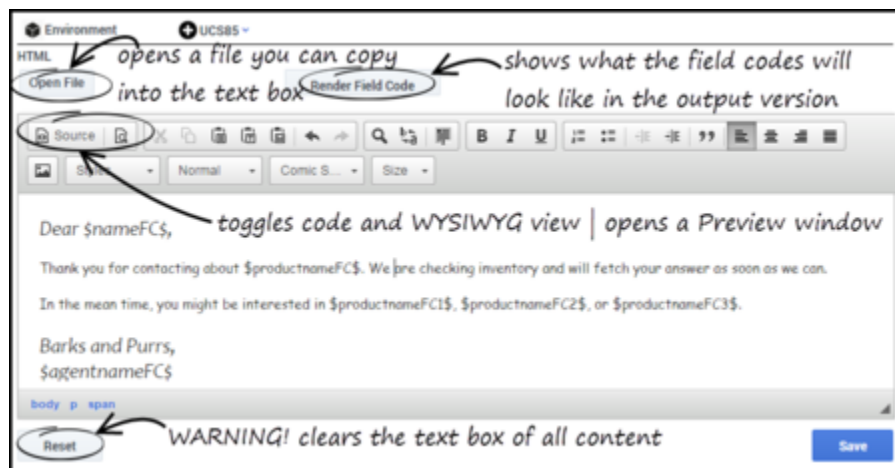 Environment UCS85
HTML opens a file you can copy shows what the field codes will
Open File into the text box Render Field Code look like in the output version
Source B I U
Normal Comic S... Size
toggles code and WYSIWYG view | opens a Preview window
Dear $nameFC$,
Thank you for contacting about $productnameFC$. We are checking inventory and will fetch your answer as soon as we can.
In the mean time, you might be interested in $productnameFC1$, $productnameFC2$, or $productnameFC3$.
Barks and Purrs,
$agentnameFC$
body p span
Reset WARNING! clears the text box of all content Save